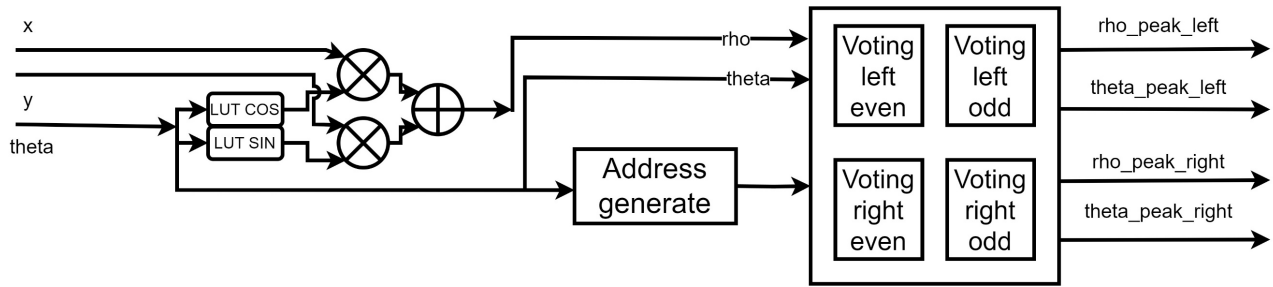 x
y
theta
LUT COS
LUT SIN
rho
theta
Address
generate
Voting
left
even
Voting
left
odd
Voting
right
even
Voting
right
odd
rho_peak_left
theta_peak_left
rho_peak_right
theta_peak_right